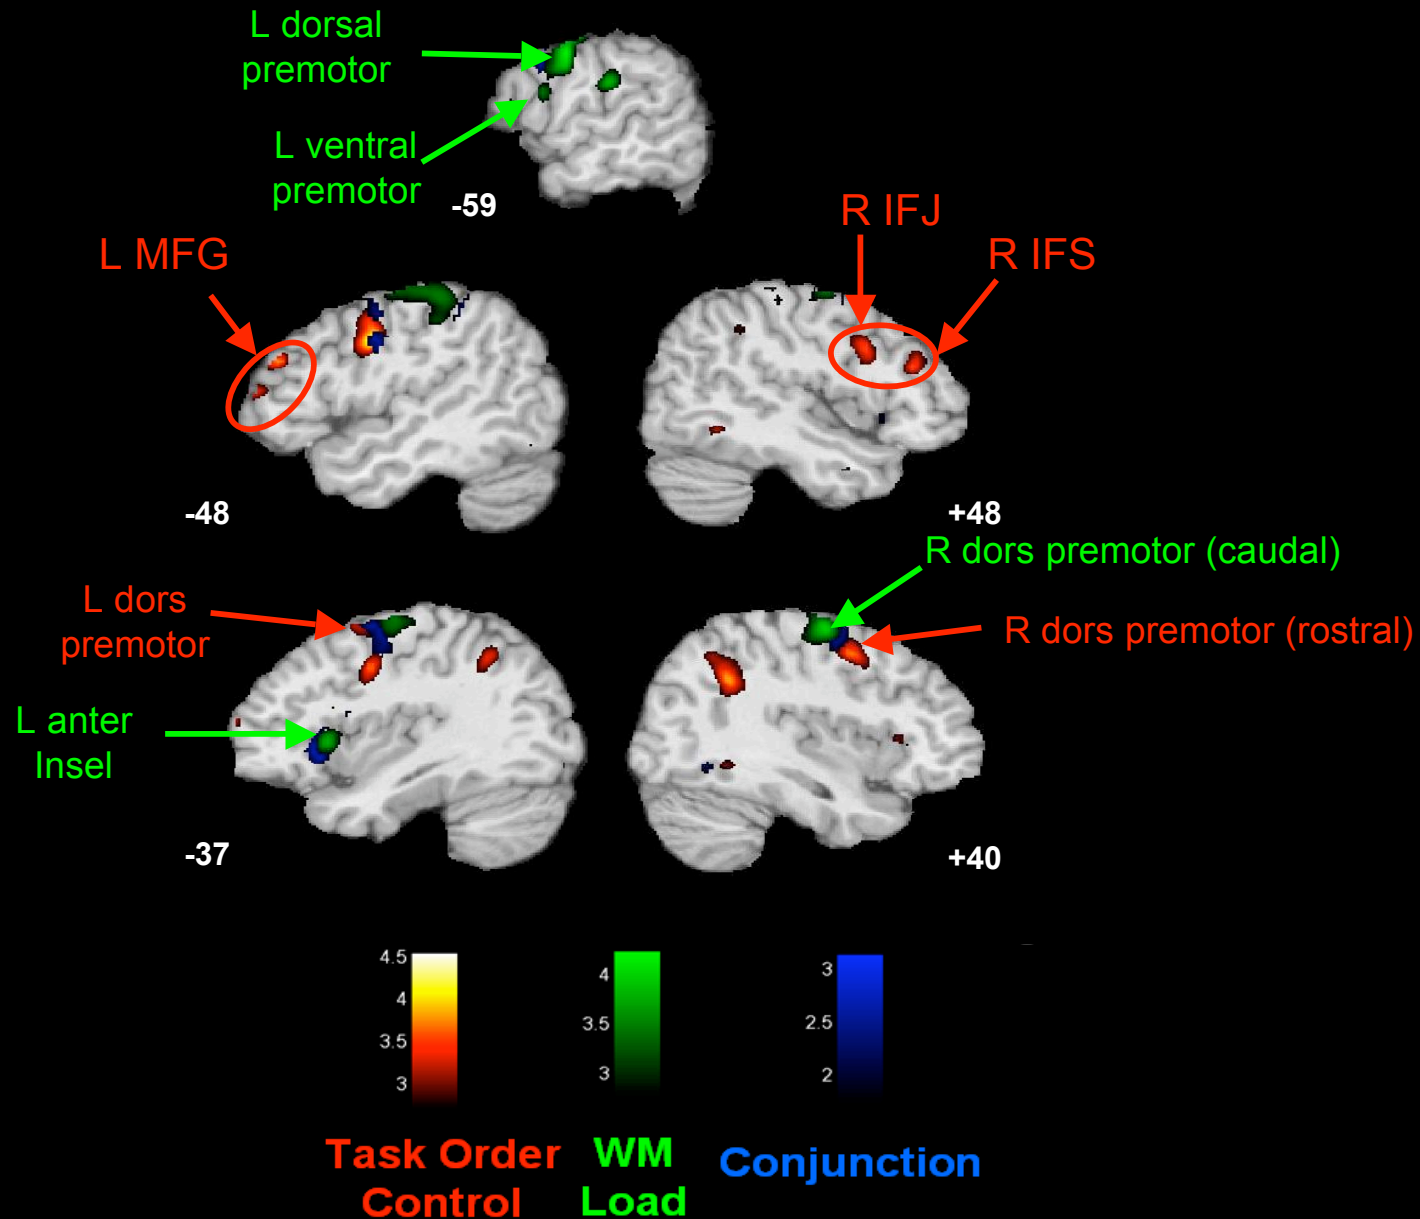 L dorsal
premotor
L ventral
premotor
-59
R IFJ
L MFG
R IFS
-48
+48
R dors premotor (caudal)
L dors
premotor
R dors premotor (rostral)
L anter
Insel
-37
+40
4.5
4
3.5
3
4
3.5
3
3
2.5
2
Task Order
Control
WM
Load
Conjunction